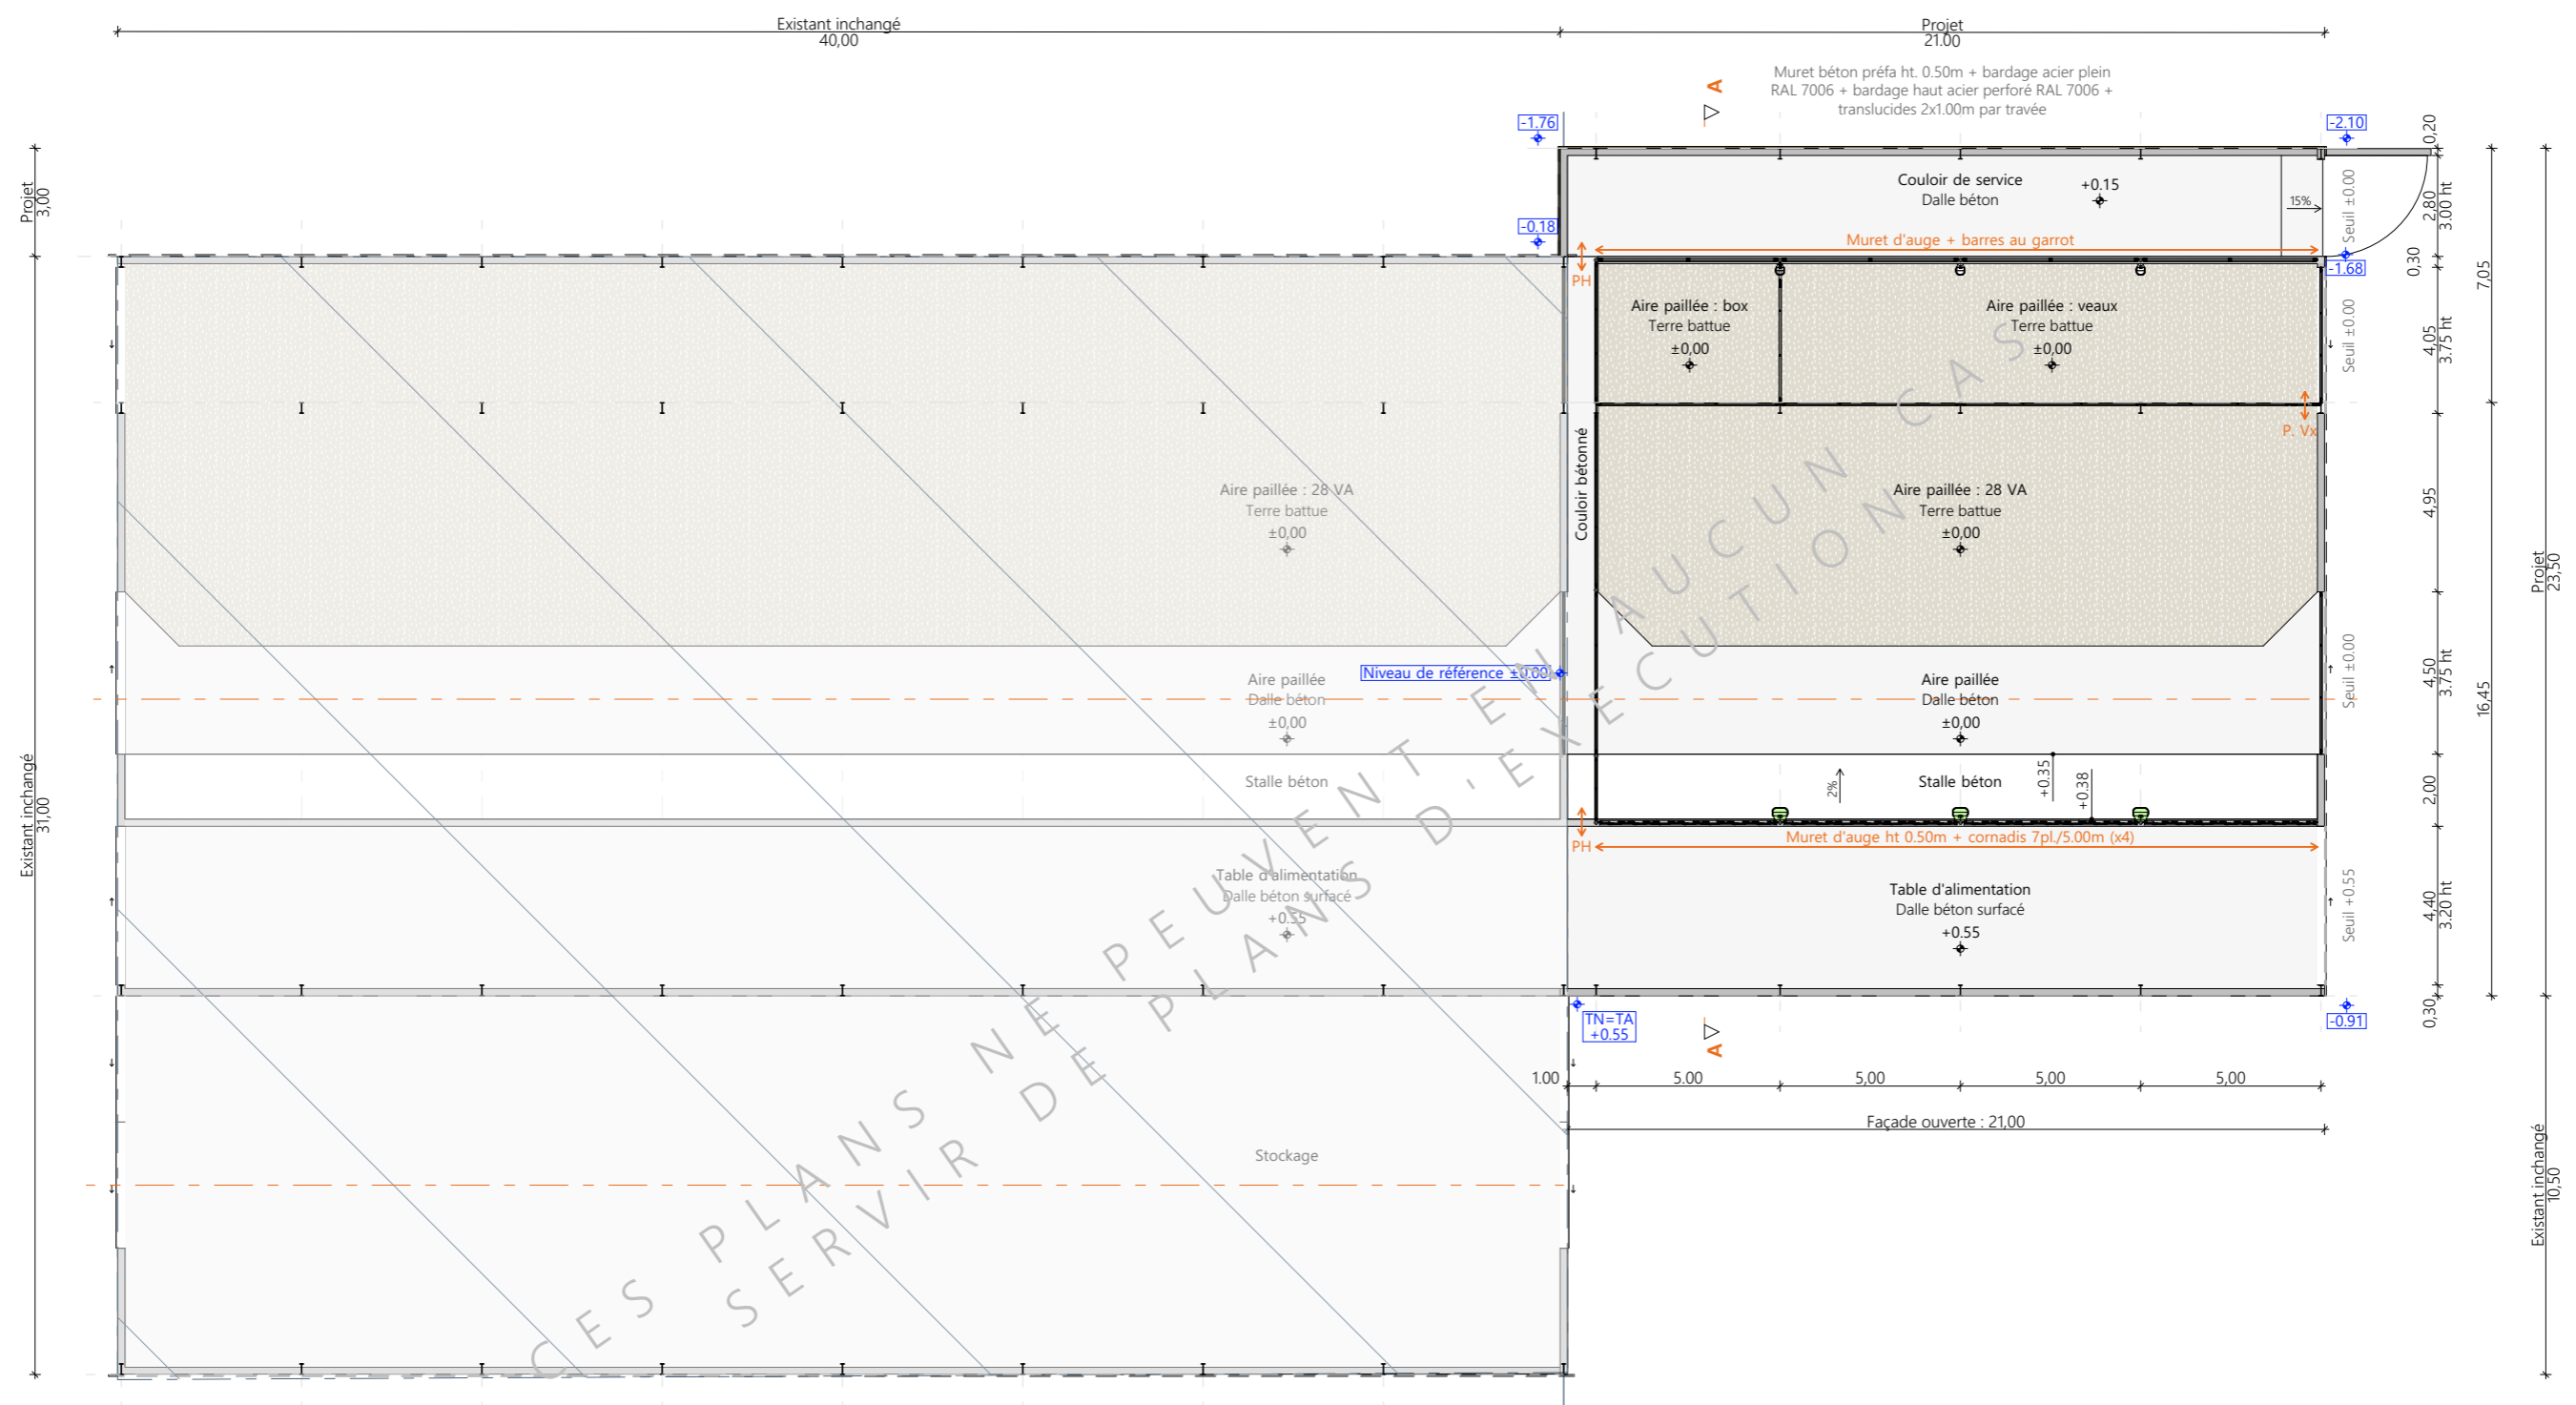 Existant inchangé
40,00
Projet
21.00
A
Muret béton préfa ht. 0.50m + bardage acier plein
RAL 7006 + bardage haut acier perforé RAL 7006 +
translucides 2x1.00m par travée
-1.76
-2.10
0,20
Projet
3,00
Couloir de service
Dalle béton
+0.15
15%
Seuil ±0.00
2,80
3.00 ht
-0.18
Muret d'auge + barres au garrot
PH
-1.68
0,30
7,05
Aire paillée : box
Terre battue
±0,00
Aire paillée : veaux
Terre battue
±0,00
Seuil ±0.00
4,05
3.75 ht
P. Vx
Couloir bétonné
Aire paillée : 28 VA
Terre battue
±0,00
Aire paillée : 28 VA
Terre battue
±0,00
4,95
Projet
23,50
Niveau de référence ±0.00
Aire paillée
Dalle béton
±0,00
Aire paillée
Dalle béton
±0,00
Seuil ±0.00
4,50
3.75 ht
16,45
Stalle béton
2%
Stalle béton
+0.35
+0.38
2,00
Existant inchangé
31,00
PH
Muret d'auge ht 0.50m + cornadis 7pl./5.00m (x4)
Table d'alimentation
Dalle béton surfacé
+0.55
Table d'alimentation
Dalle béton surfacé
+0.55
Seuil +0.55
4,40
3.20 ht
TN=TA
+0.55
A
-0.91
0,30
1.00
5.00
5,00
5,00
5,00
Façade ouverte : 21,00
Stockage
Existant inchangé
10,50
CES PLANS NE PEUVENT EN AUCUN CAS
SERVIR DE PLANS D'EXECUTION